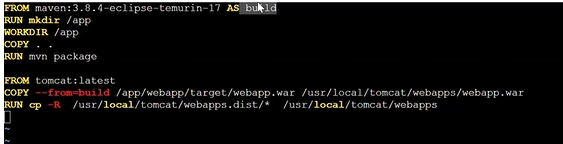 FROM maven:3.8.4-eclipse-temurin-17 AS build
RUN mkdir /app
WORKDIR /app
COPY . .
RUN mvn package
FROM tomcat:latest
COPY --from=build /app/webapp/target/webapp.war /usr/local/tomcat/webapps/webapp.war
RUN cp -R  /usr/local/tomcat/webapps.dist/*  /usr/local/tomcat/webapps
~
~